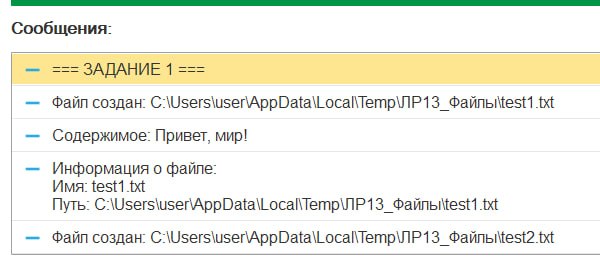 Сообщения:
=== ЗАДАНИЕ 1 ===
Файл создан: C:\Users\user\AppData\Local\Temp\ЛР13_Файлы\test1.txt
Содержимое: Привет, мир!
Информация о файле:
Имя: test1.txt
Путь: C:\Users\user\AppData\Local\Temp\ЛР13_Файлы\test1.txt
Файл создан: C:\Users\user\AppData\Local\Temp\ЛР13_Файлы\test2.txt